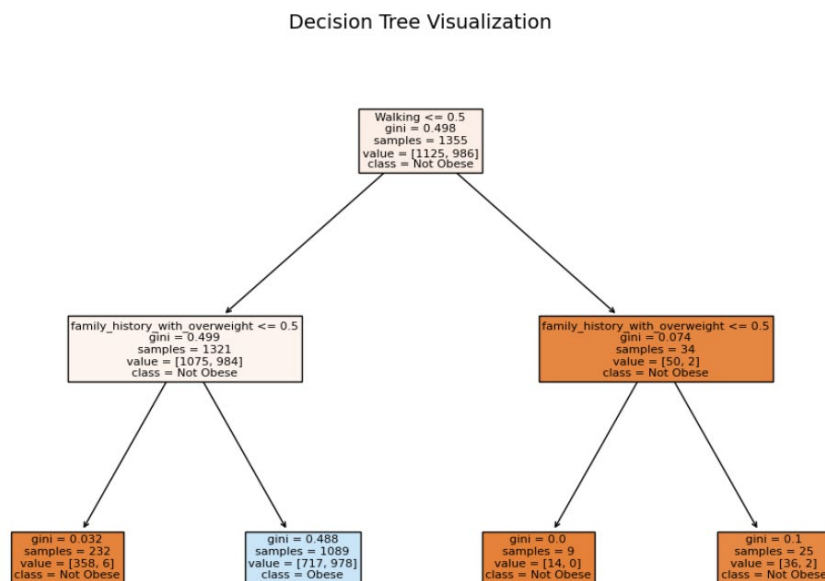 Decision Tree Visualization
Walking <= 0.5
gini = 0.498
samples = 1355
value = [1125, 986]
class = Not Obese
family_history_with_overweight <= 0.5
gini = 0.499
samples = 1321
value = [1075, 984]
class = Not Obese
family_history_with_overweight <= 0.5
gini = 0.074
samples = 34
value = [50, 2]
class = Not Obese
gini = 0.032
samples = 232
value = [358, 6]
class = Not Obese
gini = 0.488
samples = 1089
value = [717, 978]
class = Obese
gini = 0.0
samples = 9
value = [14, 0]
class = Not Obese
gini = 0.1
samples = 25
value = [36, 2]
class = Not Obese